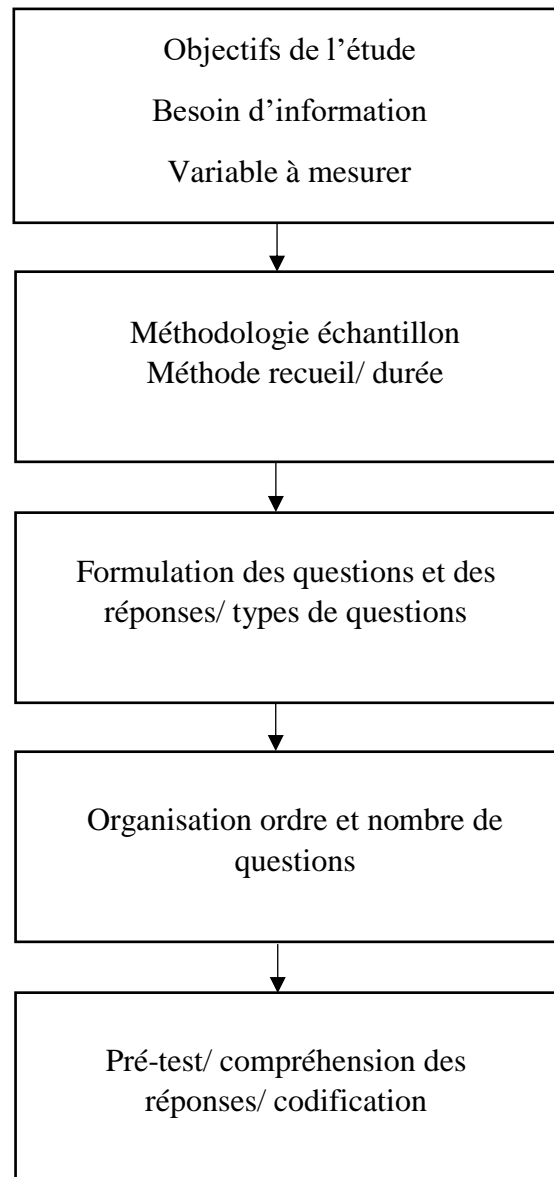 Objectifs de l’étude
Besoin d’information
Variable à mesurer
Méthodologie échantillon
Méthode recueil/ durée
Formulation des questions et des
réponses/ types de questions
Organisation ordre et nombre de
questions
Pré-test/ compréhension des
réponses/ codification